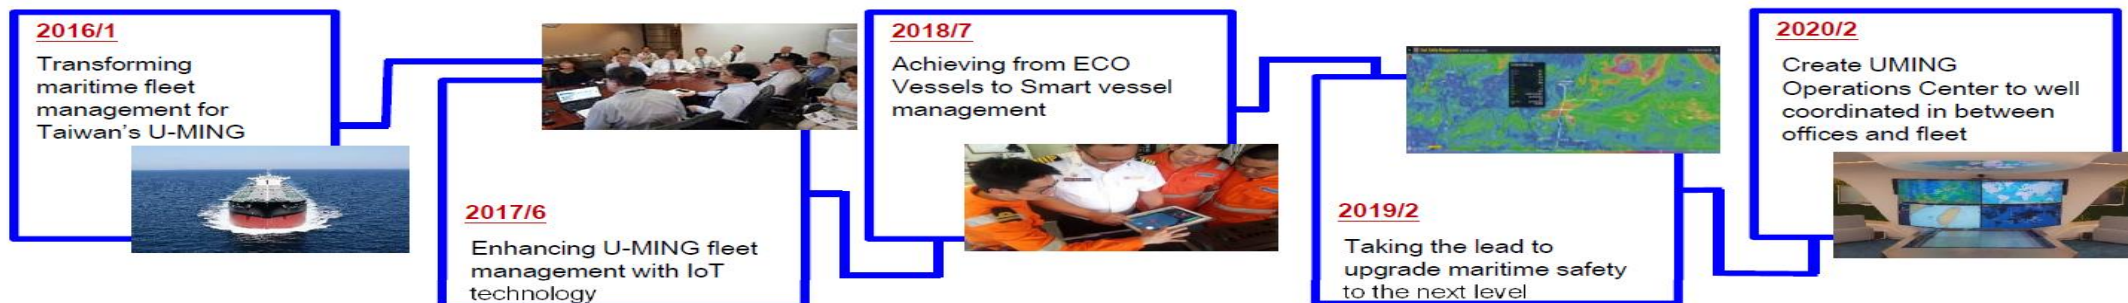 2016/1
Transforming
maritime fleet
management for
Taiwan's U-MING
2017/6
Enhancing U-MING fleet
management with IoT
technology
2018/7
Achieving from ECO
Vessels to Smart vessel
management
2019/2
Taking the lead to
upgrade maritime safety
to the next level
2020/2
Create UMING
Operations Center to well
coordinated in between
offices and fleet